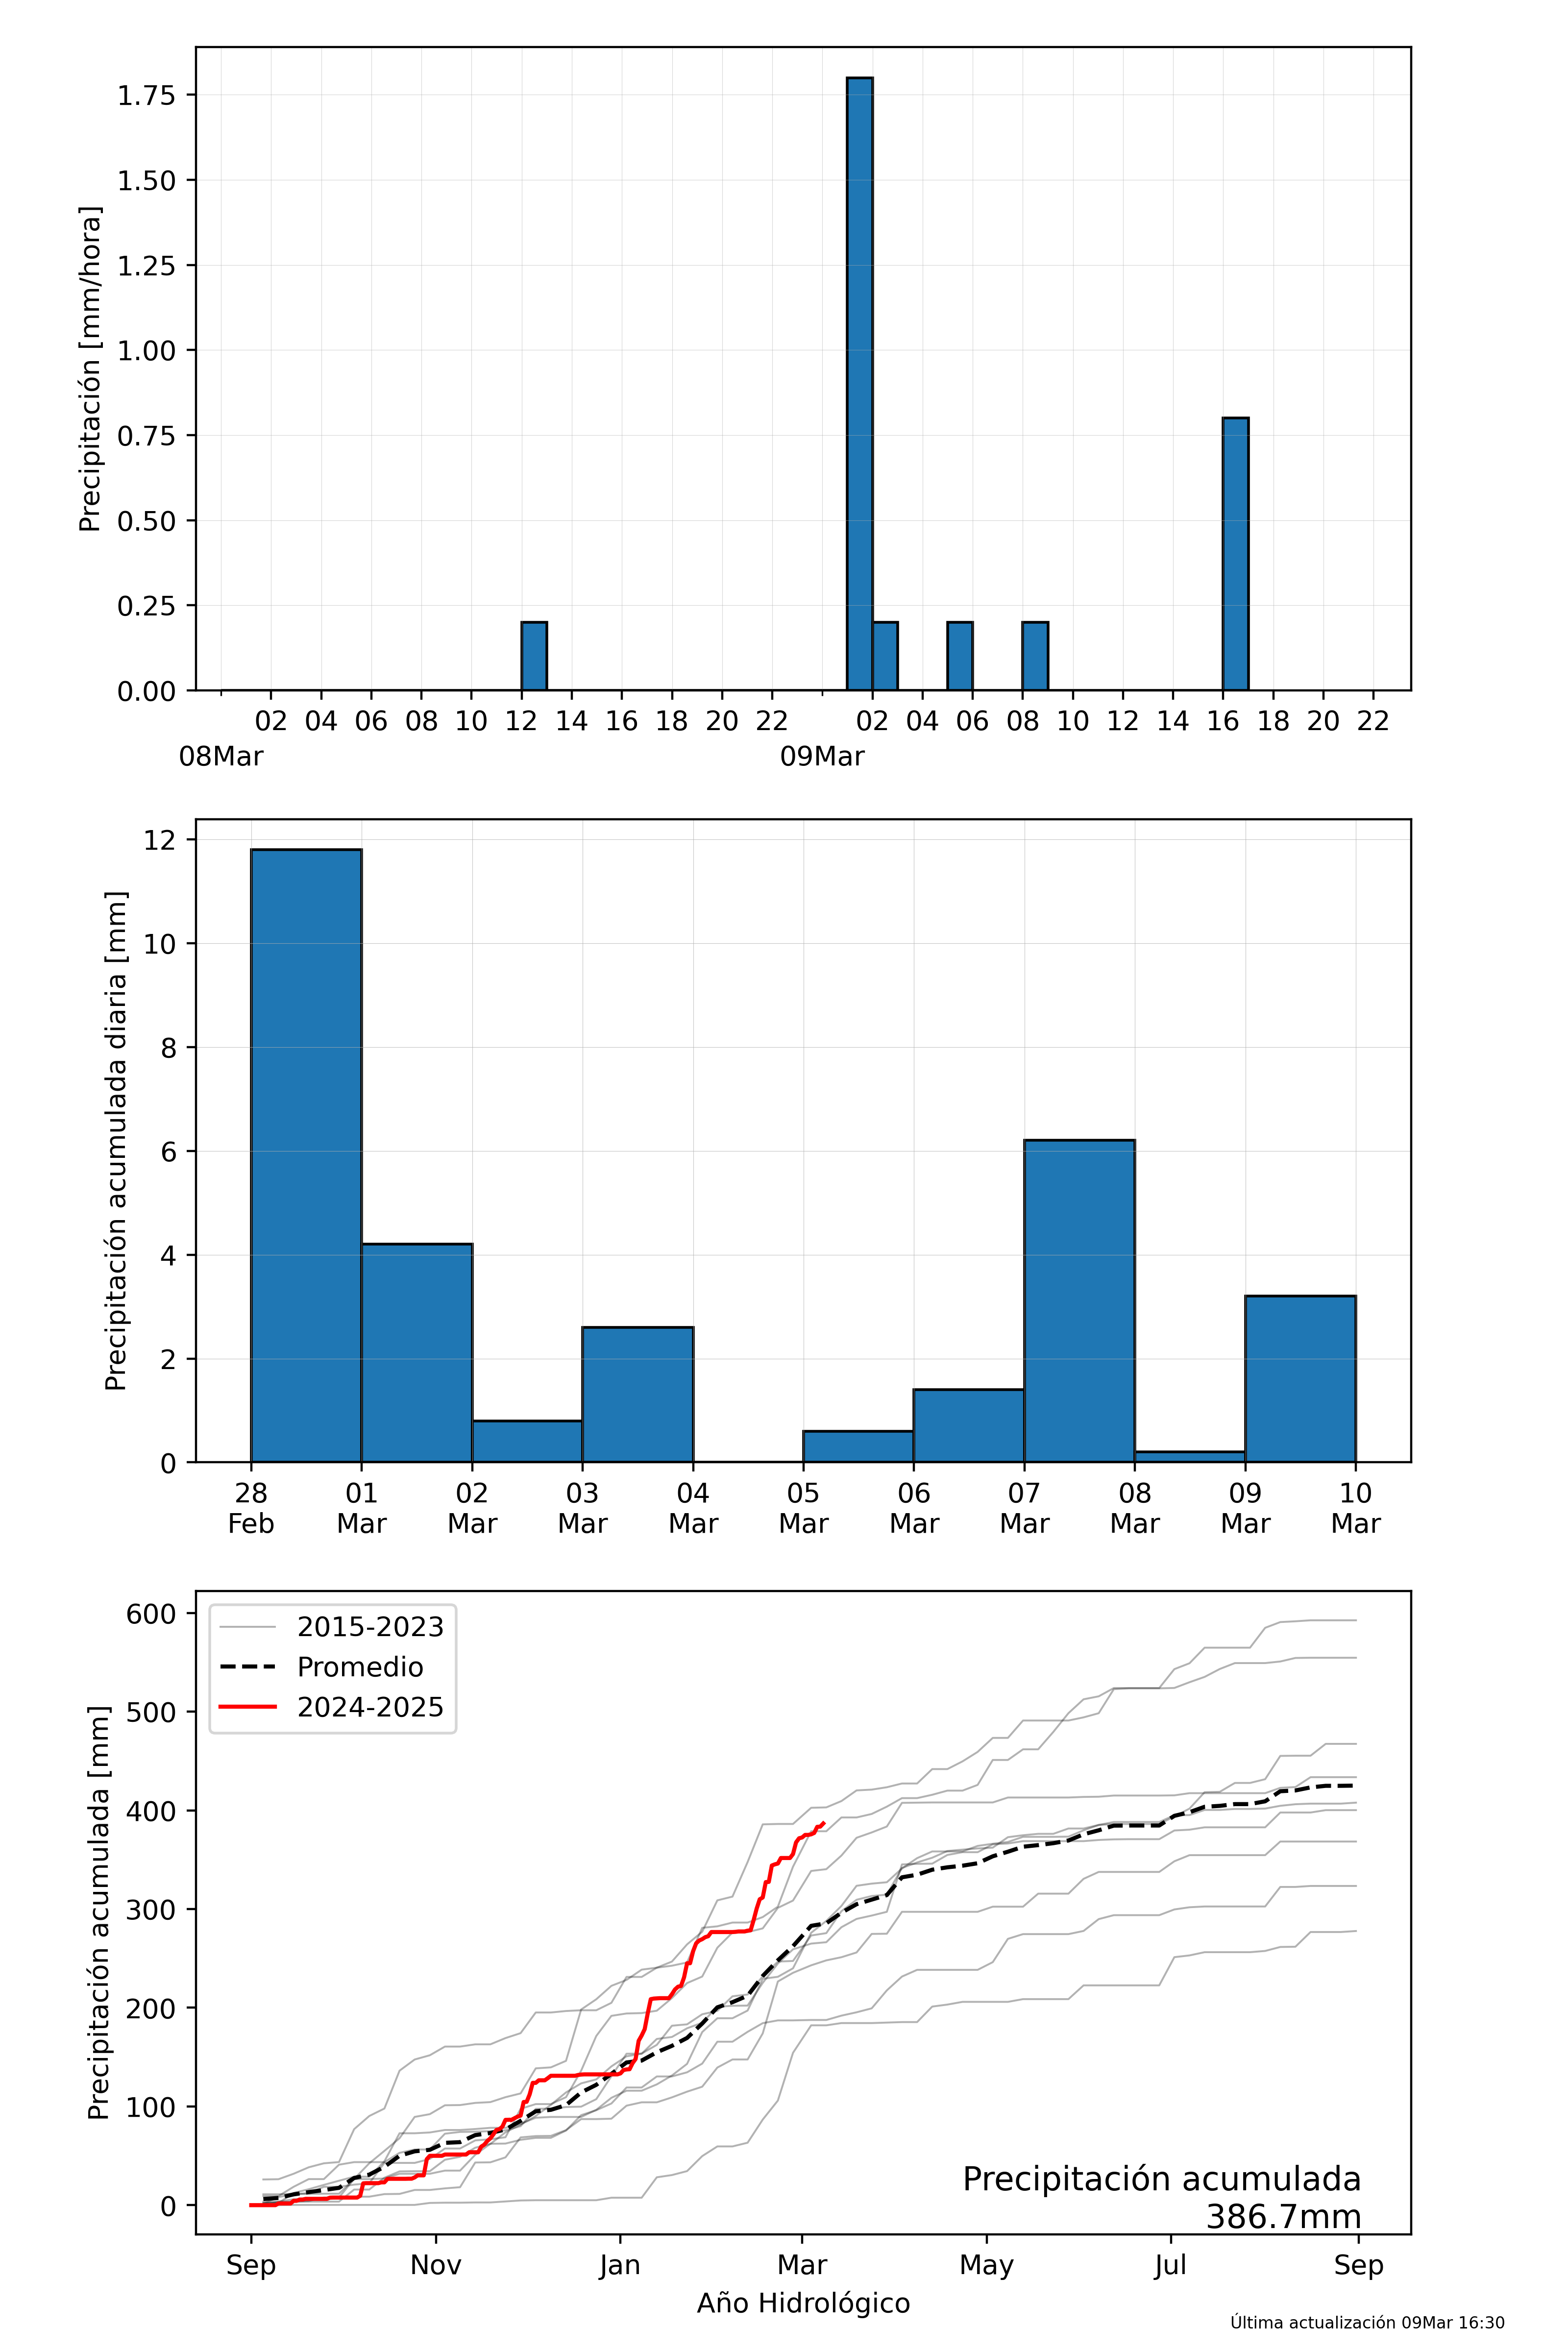 Precipitación [mm/hora]
1.75
1.50
1.25
1.00
0.75
0.50
0.25
0.00
02 04 06 08 10 12 14 16 18 20 22 02 04 06 08 10 12 14 16 18 20 22
08Mar 09Mar
Precipitación acumulada diaria [mm]
12
10
8
6
4
2
0
28 01 02 03 04 05 06 07 08 09 10
Feb Mar Mar Mar Mar Mar Mar Mar Mar Mar Mar
Precipitación acumulada [mm]
600
500
400
300
200
100
0
2015-2023
Promedio
2024-2025
Precipitación acumulada
386.7mm
Sep Nov Jan Mar May Jul Sep
Año Hidrológico
Última actualización 09Mar 16:30